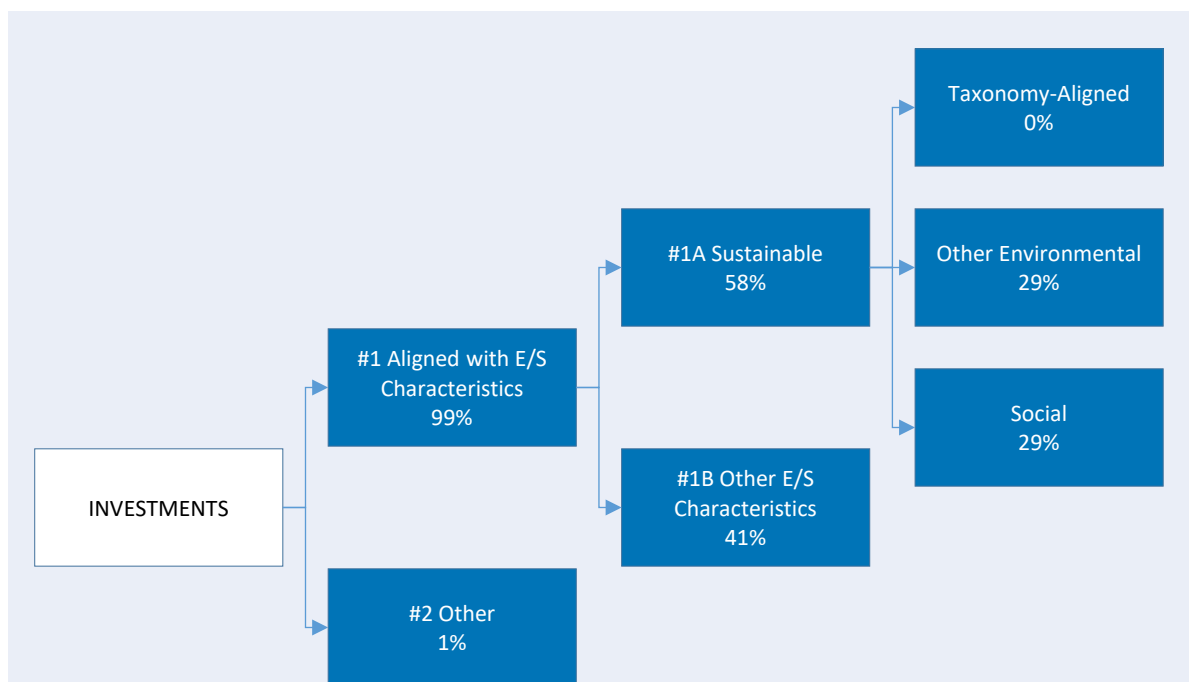 INVESTMENTS
#1 Aligned with E/S
Characteristics
99%
#2 Other
1%
#1A Sustainable
58%
#1B Other E/S
Characteristics
41%
Taxonomy-Aligned
0%
Other Environmental
29%
Social
29%